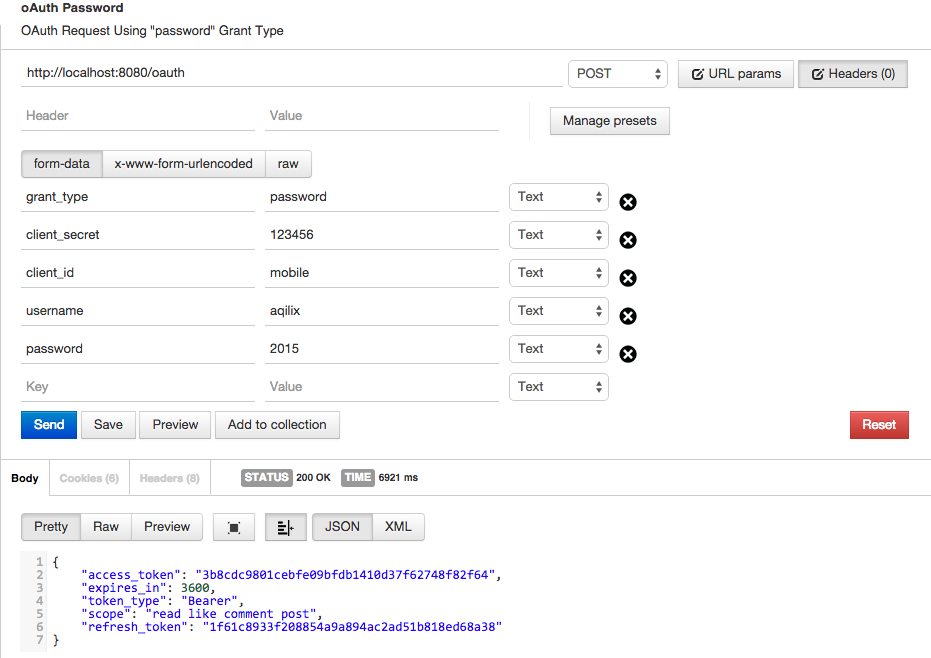 oAuth Password
OAuth Request Using "password" Grant Type
http://localhost:8080/oauth POST URL params Headers (0)
Header Value Manage presets
form-data x-www-form-urlencoded raw
grant_type password Text
client_secret 123456 Text
client_id mobile Text
username aqilix Text
password 2015 Text
Key Value Text
Send Save Preview Add to collection Reset
Body Cookies (6) Headers (8) STATUS 200 OK TIME 6921 ms
Pretty Raw Preview JSON XML
1 {
2 "access_token": "3b8cdc9801cebfe09bfdb1410d37f62748f82f64",
3 "expires_in": 3600,
4 "token_type": "Bearer",
5 "scope": "read like comment post",
6 "refresh_token": "1f61c8933f208854a9a894ac2ad51b818ed68a38"
7 }